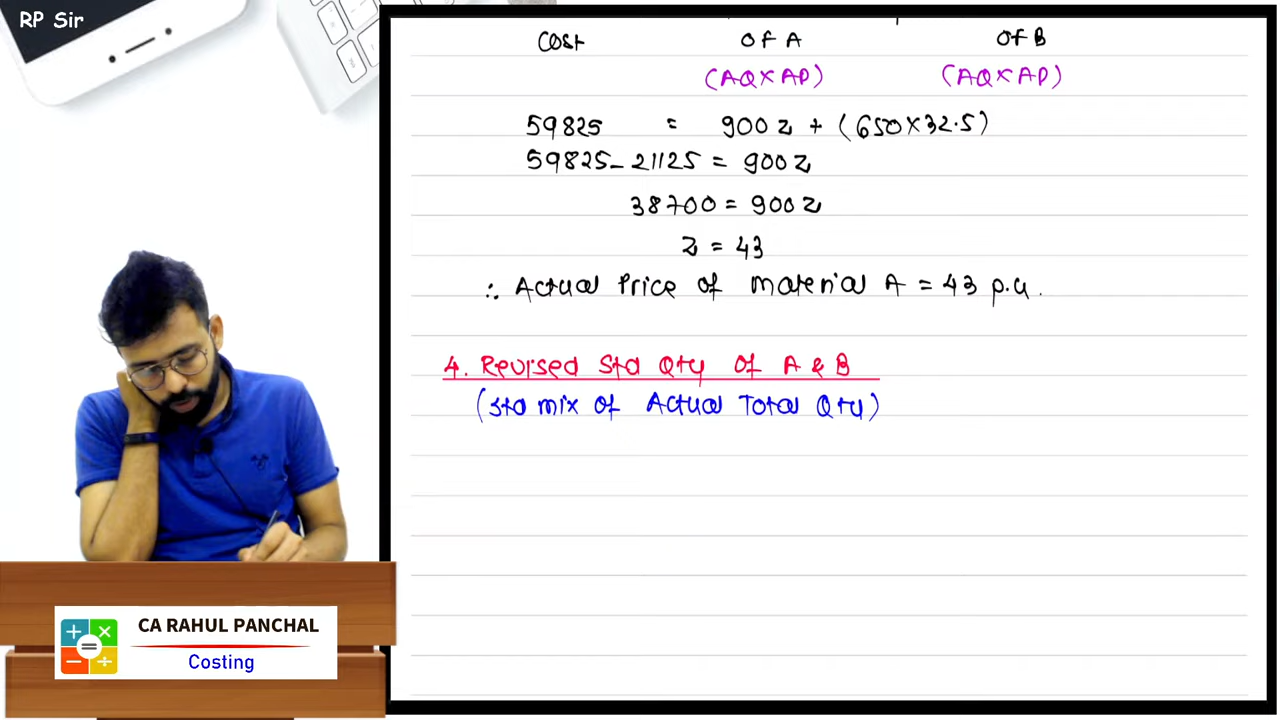 RP Sir
Cost Of A Of B
(AQ×AP) (AQ×AP)
59825 = 900z + (650×32.5)
59825 - 21125 = 900z
38700 = 900z
z = 43
∴ Actual Price of material A = 43 p.u.
4. Revised Std Qty Of A & B
(Std mix Of Actual Total Qty)
CA RAHUL PANCHAL
Costing